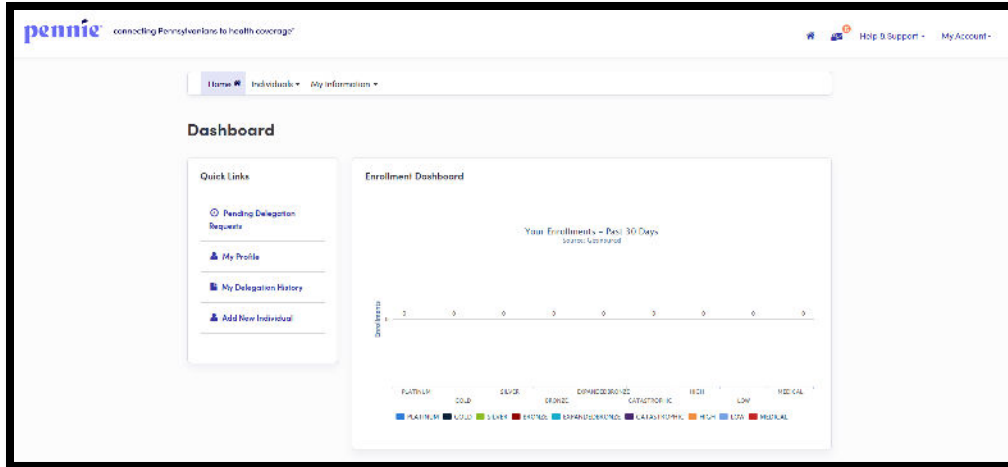 pennie connecting Pennsylvanians to health coverage
Help & Support My Account
Home Individuals My Information
Dashboard
Quick Links
Pending Delegation
Requests
My Profile
My Delegation History
Add New Individual
Enrollment Dashboard
Your Enrollments - Past 30 Days
Source: GetInsured
Enrollments
0 0 0 0 0 0 0 0
PLATINUM SILVER EXPANDEDBRONZE HIGH MEDICAL
GOLD BRONZE CATASTROPHIC LOW
PLATINUM GOLD SILVER BRONZE EXPANDEDBRONZE CATASTROPHIC HIGH LOW MEDICAL